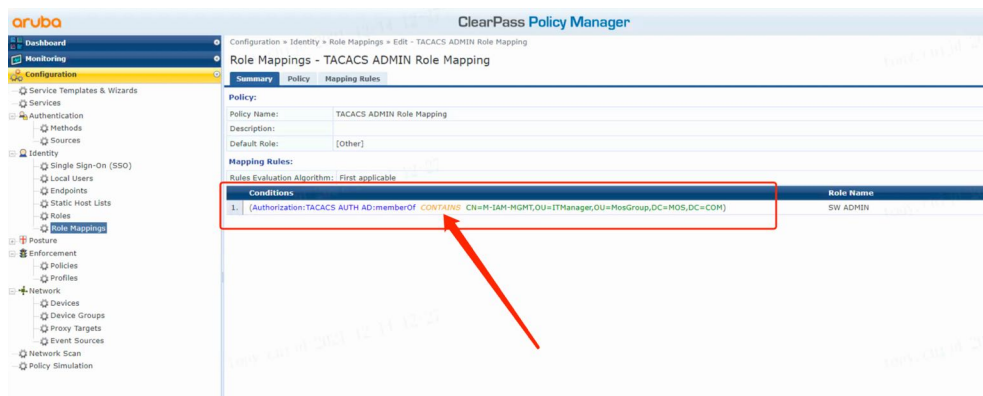 aruba
ClearPass Policy Manager
Dashboard
Monitoring
Configuration
Service Templates & Wizards
Services
Authentication
Methods
Sources
Identity
Single Sign-On (SSO)
Local Users
Endpoints
Static Host Lists
Roles
Role Mappings
Posture
Enforcement
Policies
Profiles
Network
Devices
Device Groups
Proxy Targets
Event Sources
Network Scan
Policy Simulation
Configuration » Identity » Role Mappings » Edit - TACACS ADMIN Role Mapping
Role Mappings - TACACS ADMIN Role Mapping
Summary Policy Mapping Rules
Policy:
Policy Name: TACACS ADMIN Role Mapping
Description:
Default Role: [Other]
Mapping Rules:
Rules Evaluation Algorithm: First applicable
Conditions Role Name
1. (Authorization:TACACS AUTH AD:memberOf CONTAINS CN=M-IAM-MGMT,OU=ITManager,OU=MosGroup,DC=MOS,DC=COM) SW ADMIN